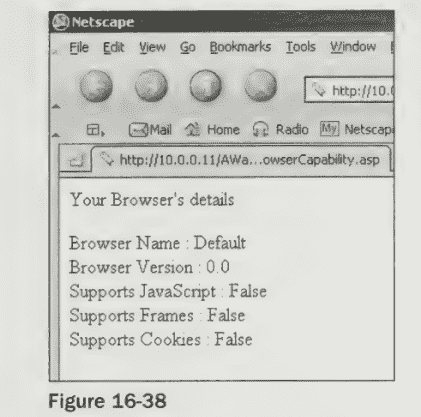 Netscape
File Edit View Go Bookmarks Tools Window
http://10.0
Mail Home Radio My Netscap
http://10.0.0.11/AWa...owserCapability.asp
Your Browser's details
Browser Name : Default
Browser Version : 0.0
Supports JavaScript : False
Supports Frames : False
Supports Cookies : False
Figure 16-38